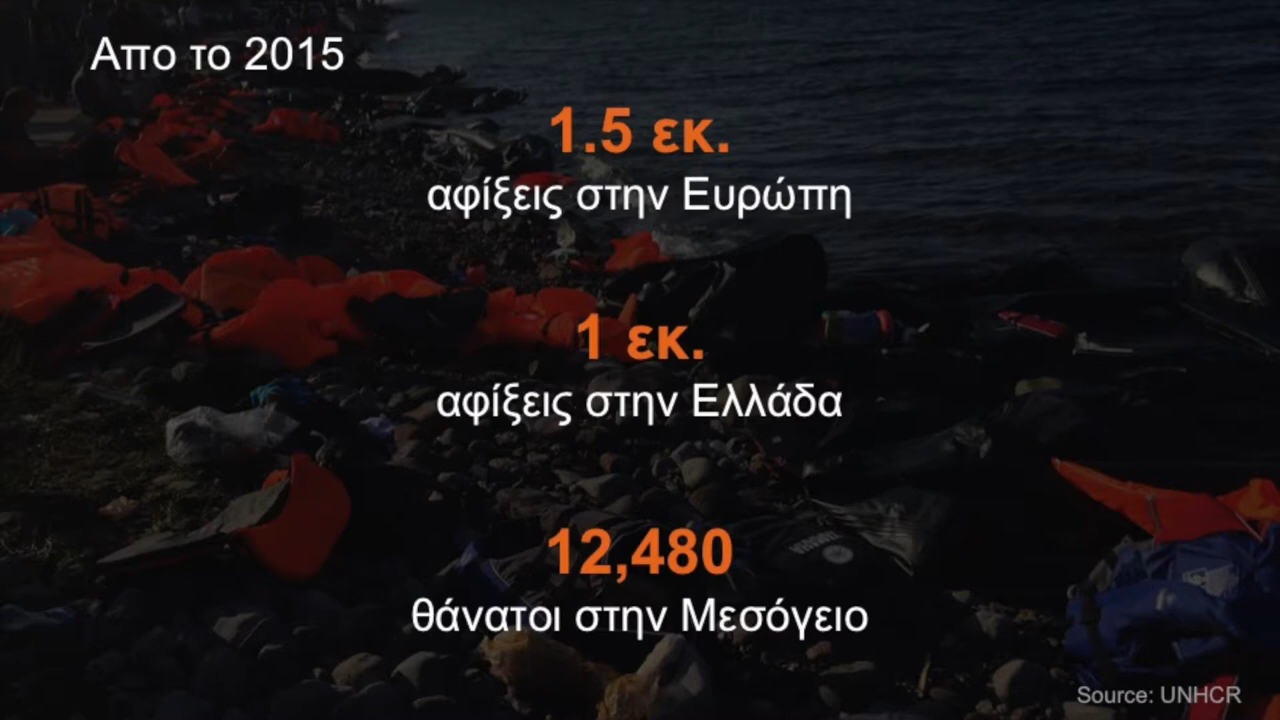 Απο το 2015
1.5 εκ.
αφίξεις στην Ευρώπη
1 εκ.
αφίξεις στην Ελλάδα
12,480
θάνατοι στην Μεσόγειο
Source: UNHCR